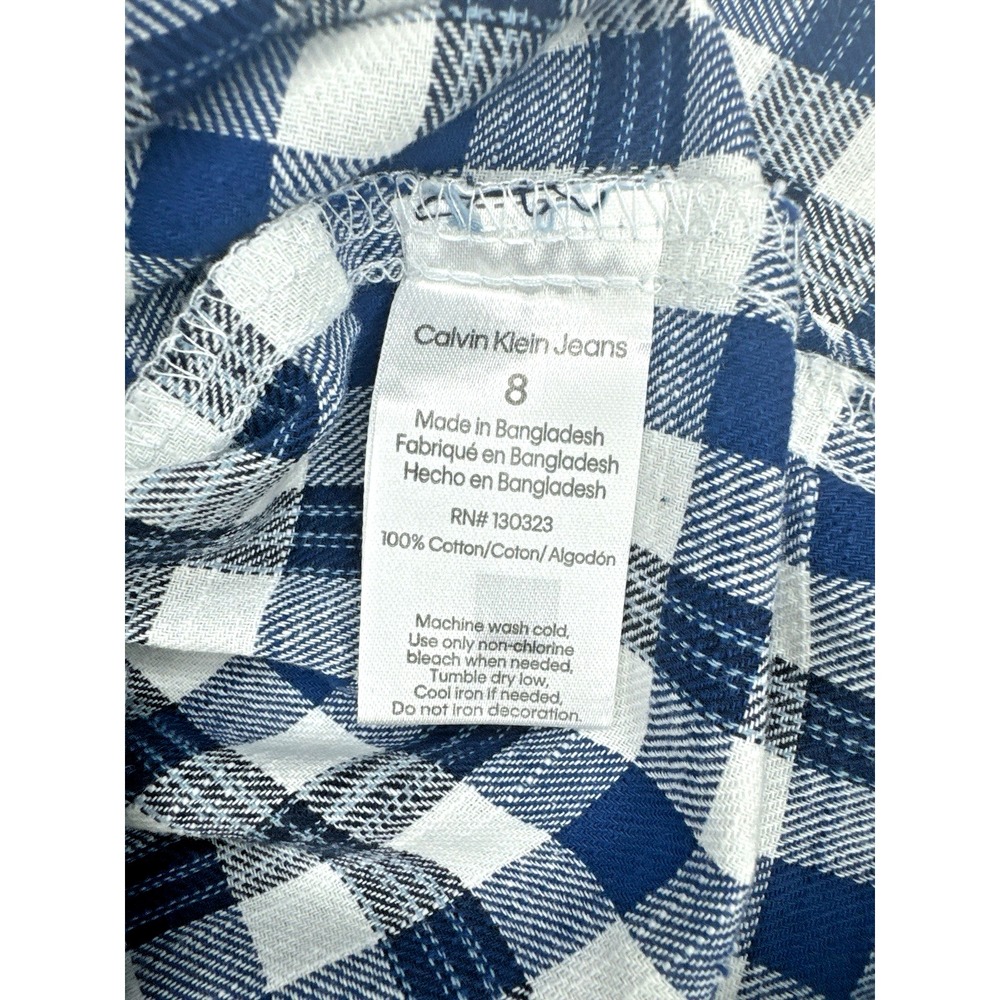 Calvin Klein Jeans
8
Made in Bangladesh
Fabriqué en Bangladesh
Hecho en Bangladesh
RN# 130323
100% Cotton/Coton/Algodón
Machine wash cold,
Use only non-chlorine
bleach when needed,
Tumble dry low,
Cool iron if needed,
Do not iron decoration.